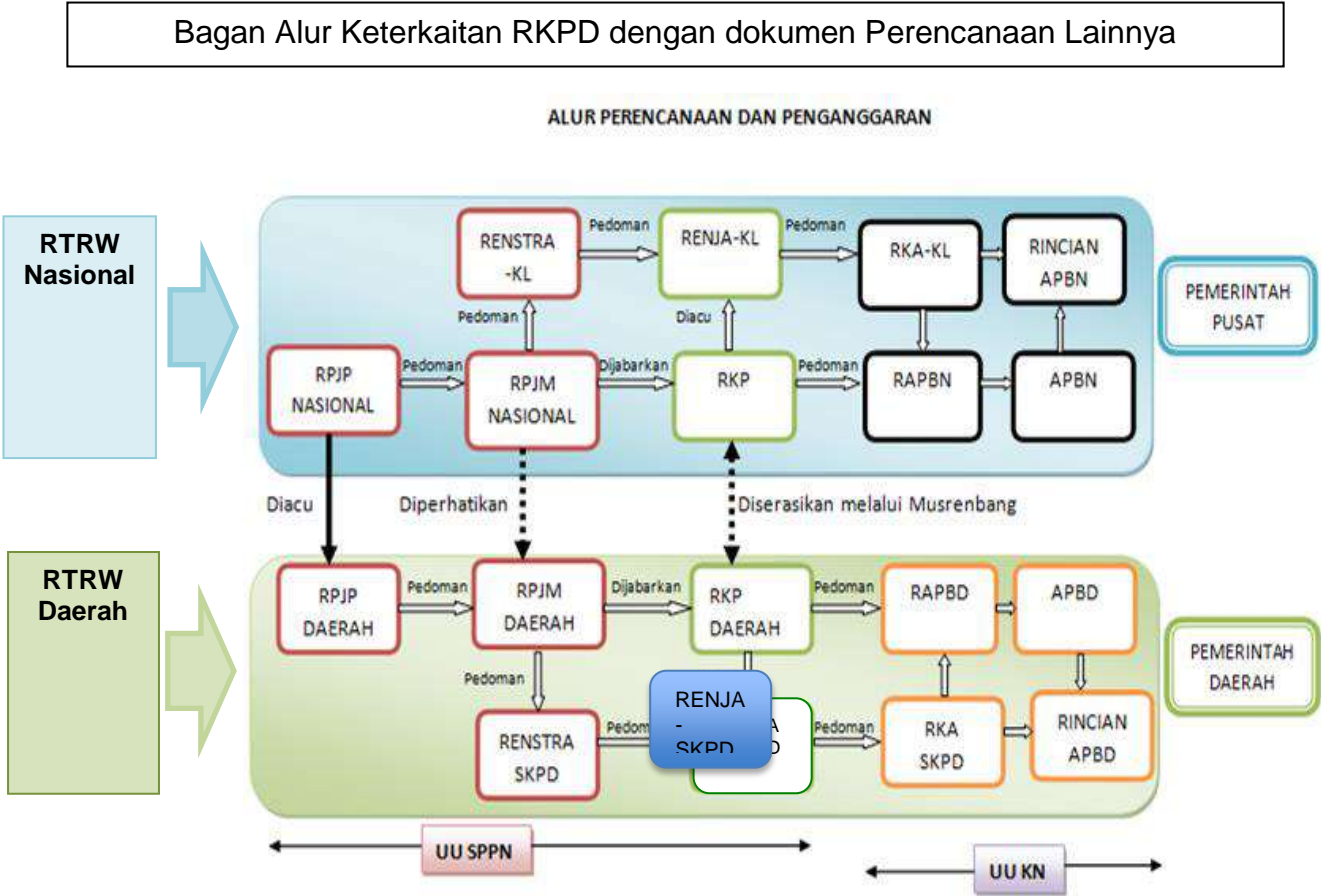 Bagan Alur Keterkaitan RKPD dengan dokumen Perencanaan Lainnya
ALUR PERENCANAAN DAN PENGANGGARAN
RTRW
Nasional
RENSTRA
-KL
Pedoman
RENJA-KL
Pedoman
RKA-KL
RINCIAN
APBN
PEMERINTAH
PUSAT
Pedoman
Diacu
RPJP
NASIONAL
Pedoman
RPJM
NASIONAL
Dijabarkan
RKP
Pedoman
RAPBN
APBN
Diacu
Diperhatikan
Diserasikan melalui Musrenbang
RTRW
Daerah
RPJP
DAERAH
Pedoman
RPJM
DAERAH
Dijabarkan
RKP
DAERAH
Pedoman
RAPBD
APBD
PEMERINTAH
DAERAH
Pedoman
RENSTRA
SKPD
RENJA
-
SKPD
Pedoman
RKA
SKPD
RINCIAN
APBD
UU SPPN
UU KN